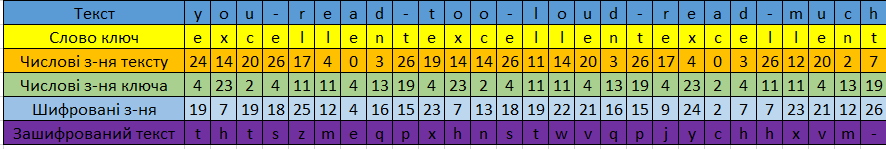 Текст y o u - r e a d - t o o - l o u d - r e a d - m u c h
Слово ключ e x c e l l e n t e x c e l l e n t e x c e l l e n t
Числові з-ня тексту 24 14 20 26 17 4 0 3 26 19 14 14 26 11 14 20 3 26 17 4 0 3 26 12 20 2 7
Числові з-ня ключа 4 23 2 4 11 11 4 13 19 4 23 2 4 11 11 4 13 19 4 23 2 4 11 11 4 13 19
Шифровані з-ня 19 7 19 18 25 12 4 16 15 23 7 13 18 19 22 21 16 15 9 24 2 7 7 23 21 12 26
Зашифрований текст t h t s z m e q p x h n s t w v q p j y c h h x v m -